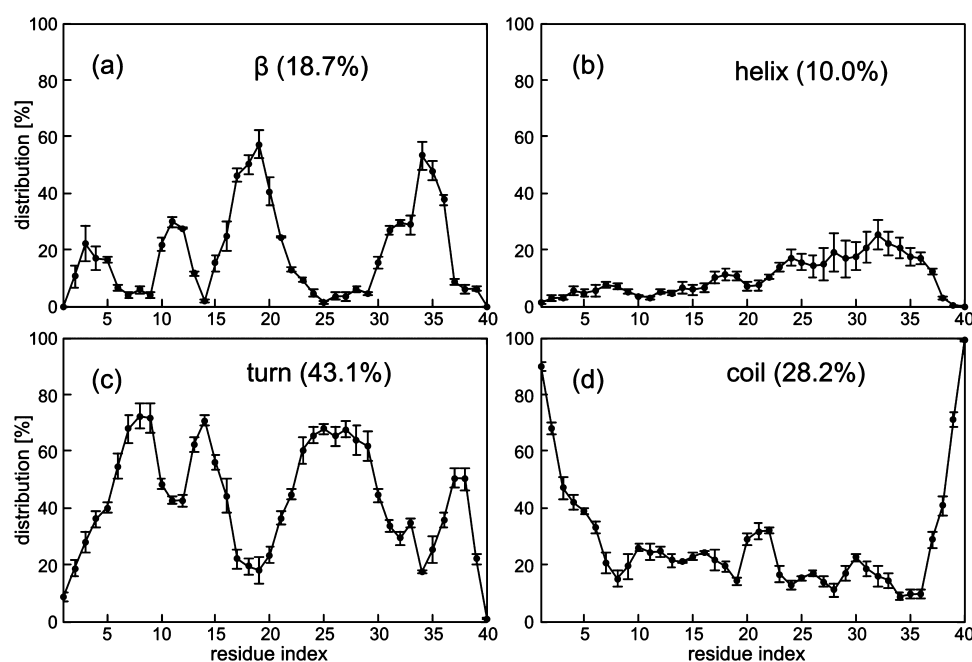 100
80
60
40
20
0
distribution [%]
(a)
β (18.7%)
5 10 15 20 25 30 35 40
100
80
60
40
20
0
(b)
helix (10.0%)
5 10 15 20 25 30 35 40
100
80
60
40
20
0
distribution [%]
(c)
turn (43.1%)
5 10 15 20 25 30 35 40
residue index
100
80
60
40
20
0
(d)
coil (28.2%)
5 10 15 20 25 30 35 40
residue index